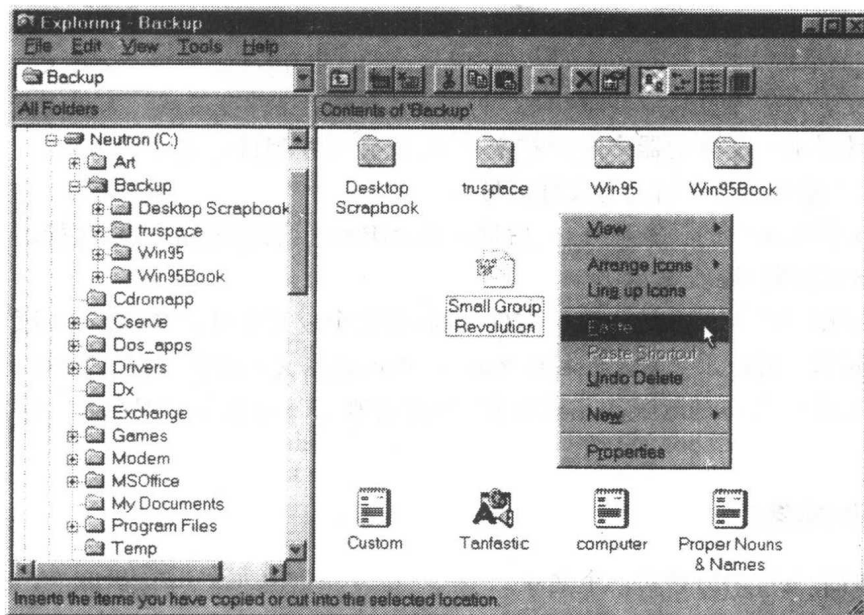 Exploring - Backup
File Edit View Tools Help
Backup
All Folders
Contents of 'Backup'
Neutron (C:)
Art
Backup
Desktop Scrapbook
truspace
Win95
Win95Book
Cdromapp
Cserve
Dos_apps
Drivers
Dx
Exchange
Games
Modem
MSOffice
My Documents
Program Files
Temp
Desktop
Scrapbook
truspace
Win95
Win95Book
Small Group
Revolution
View
Arrange Icons
Line up Icons
Paste
Paste Shortcut
Undo Delete
New
Properties
Custom
Tanfastic
computer
Proper Nouns
& Names
Inserts the items you have copied or cut into the selected location.